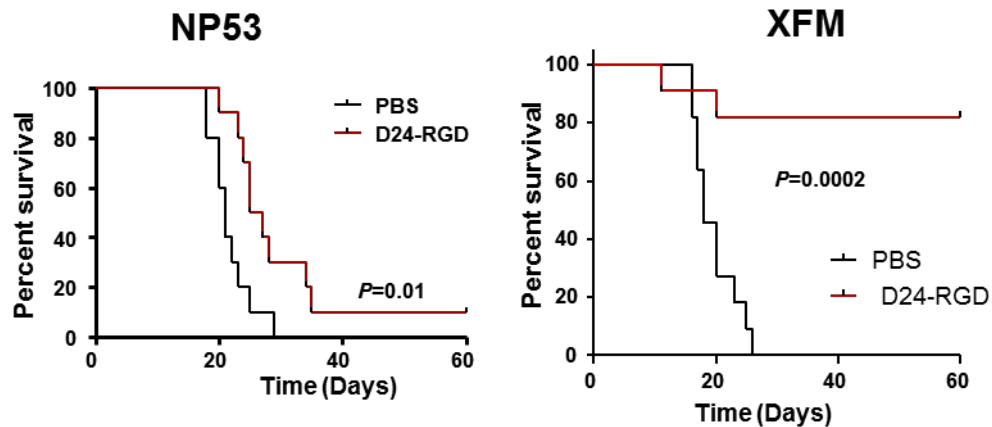 NP53
Percent survival
100
80
60
40
20
0
0 20 40 60
Time (Days)
PBS
D24-RGD
P=0.01
XFM
Percent survival
100
80
60
40
20
0
0 20 40 60
Time (Days)
P=0.0002
PBS
D24-RGD